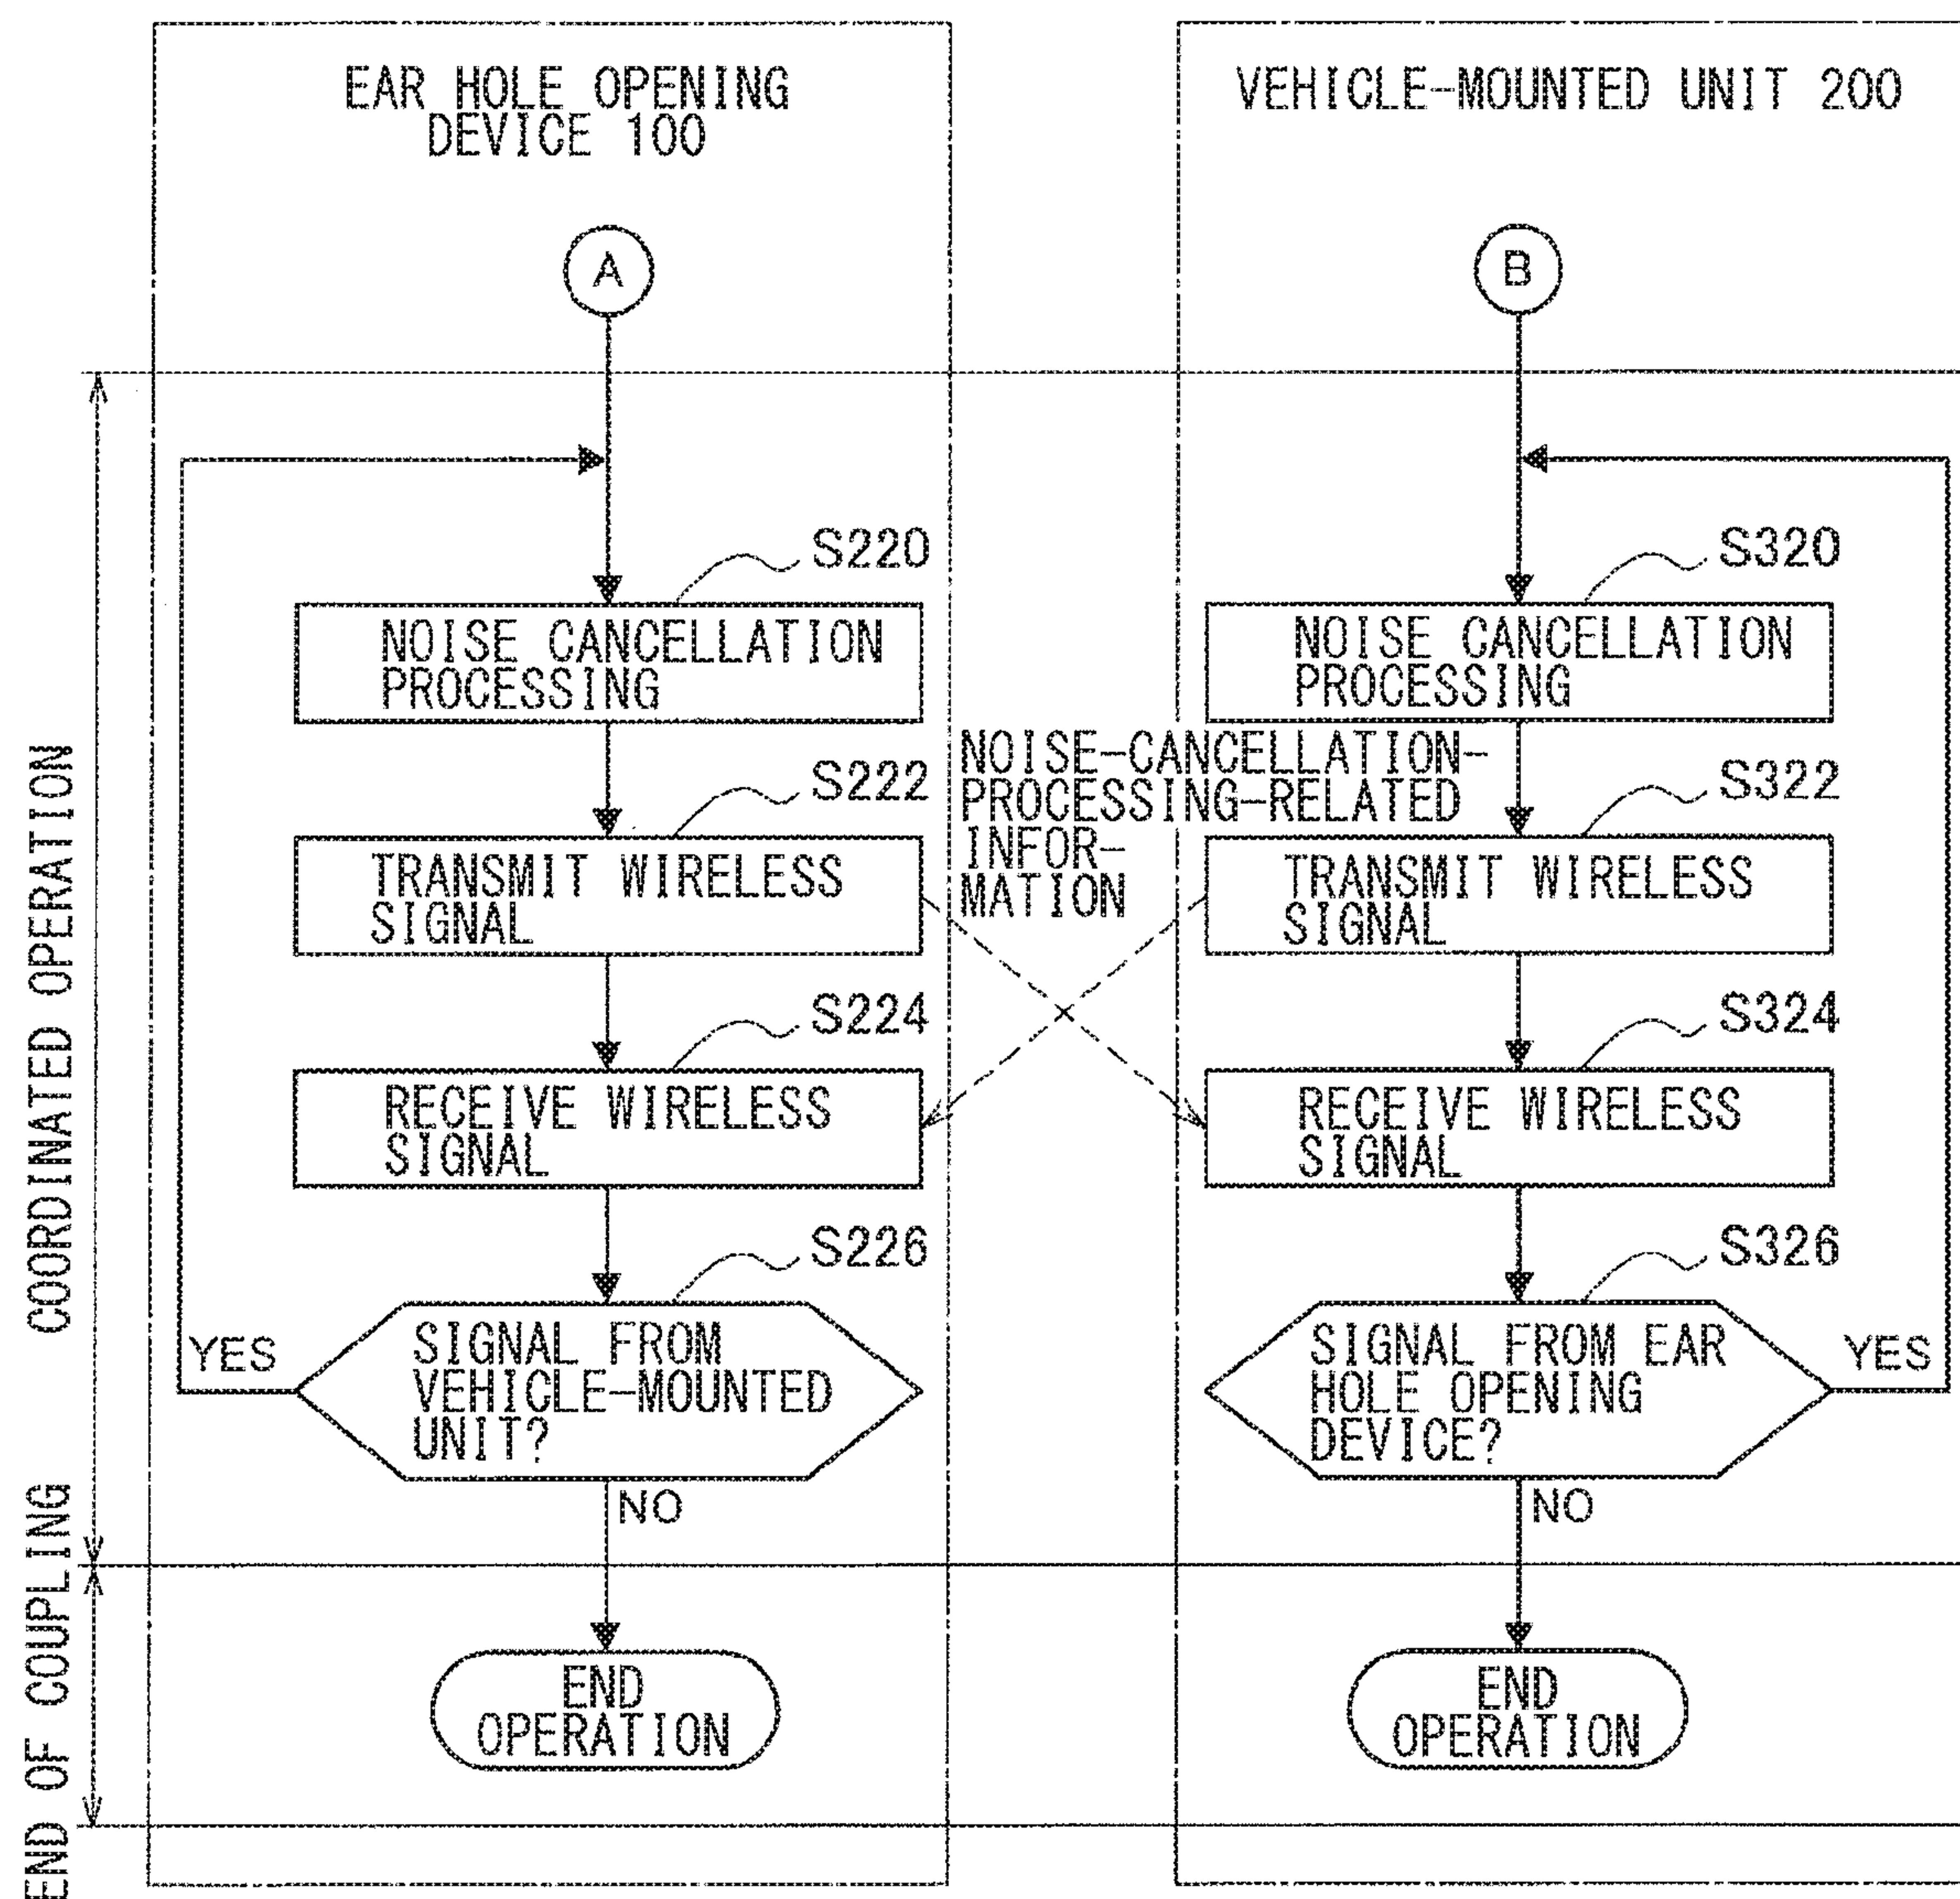 EAR HOLE OPENING
DEVICE 100
A
S220
NOISE CANCELLATION
PROCESSING
S222
TRANSMIT WIRELESS
SIGNAL
S224
RECEIVE WIRELESS
SIGNAL
S226
SIGNAL FROM
VEHICLE-MOUNTED
UNIT?
YES
NO
END
OPERATION
NOISE-CANCELLATION-
PROCESSING-RELATED
INFOR-
MATION
VEHICLE-MOUNTED UNIT 200
B
S320
NOISE CANCELLATION
PROCESSING
S322
TRANSMIT WIRELESS
SIGNAL
S324
RECEIVE WIRELESS
SIGNAL
S326
SIGNAL FROM EAR
HOLE OPENING
DEVICE?
YES
NO
END
OPERATION
COORDINATED OPERATION
END OF COUPLING